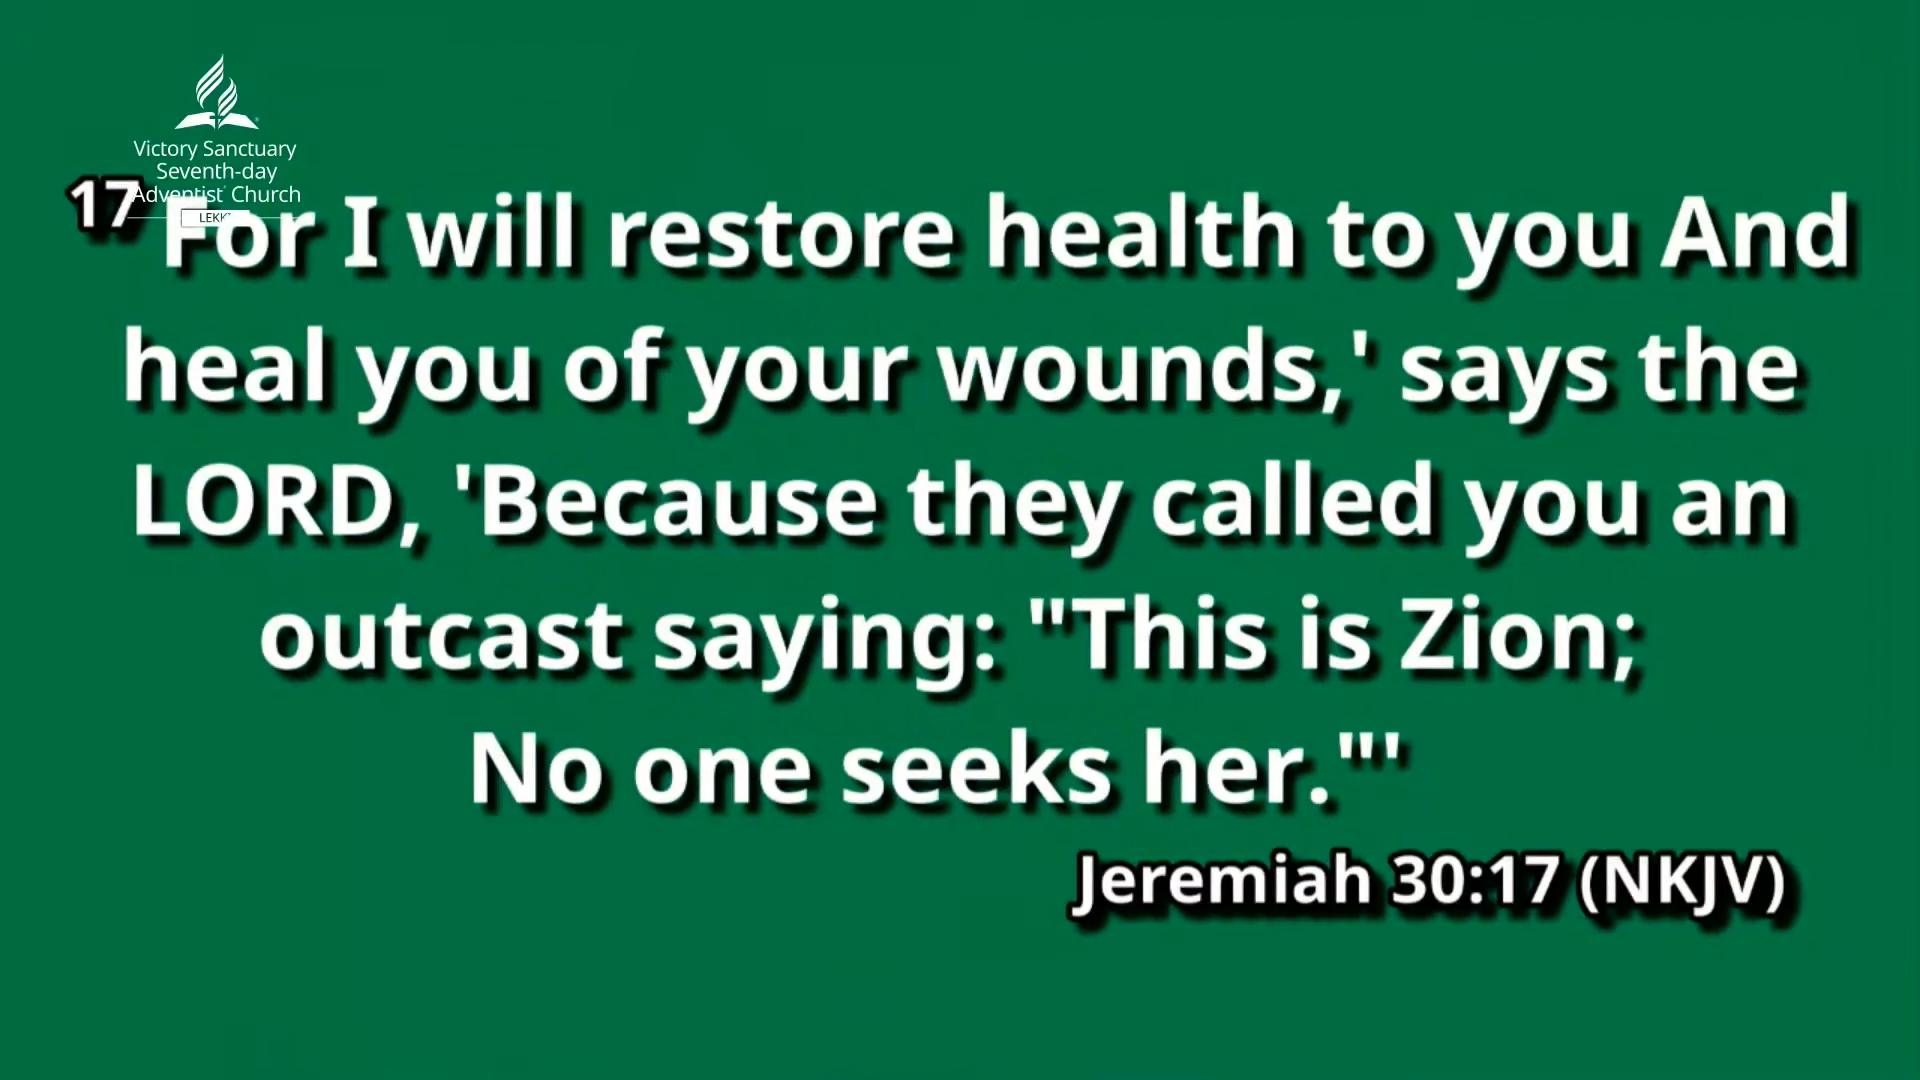 Victory Sanctuary
Seventh-day
Adventist Church
17 For I will restore health to you And
heal you of your wounds,' says the
LORD, 'Because they called you an
outcast saying: "This is Zion;
No one seeks her."'
Jeremiah 30:17 (NKJV)